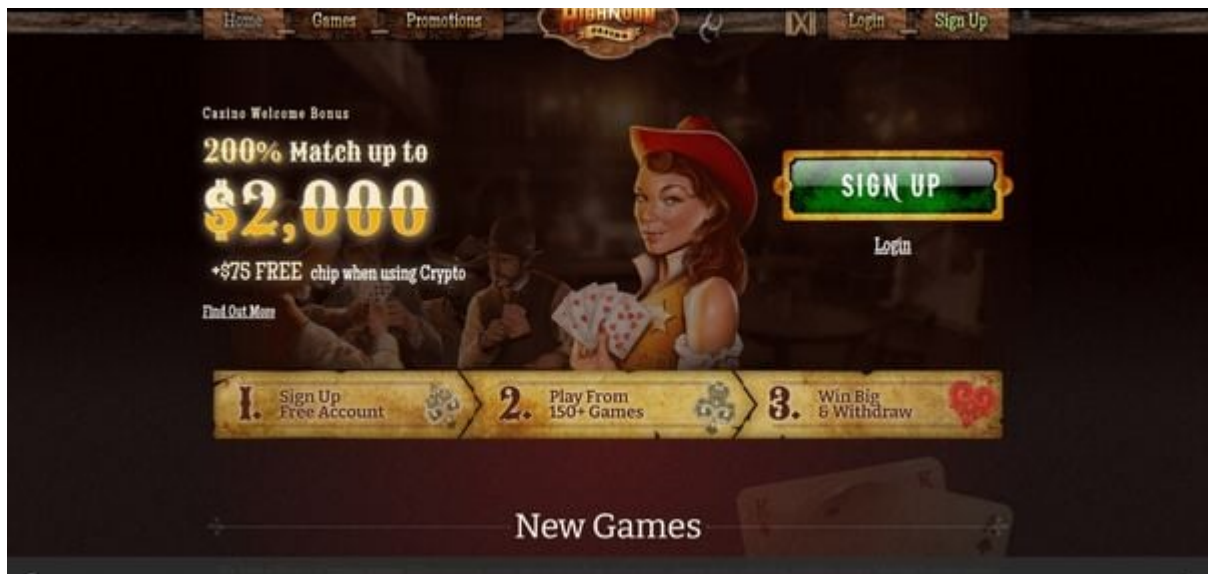 Home
Games
Promotions
HIGHNOON
CASINO
Login
Sign Up
Casino Welcome Bonus
200% Match up to
$2,000
+$75 FREE chip when using Crypto
Find Out More
SIGN UP
Login
1. Sign Up
Free Account
2. Play From
150+ Games
3. Win Big
& Withdraw
New Games